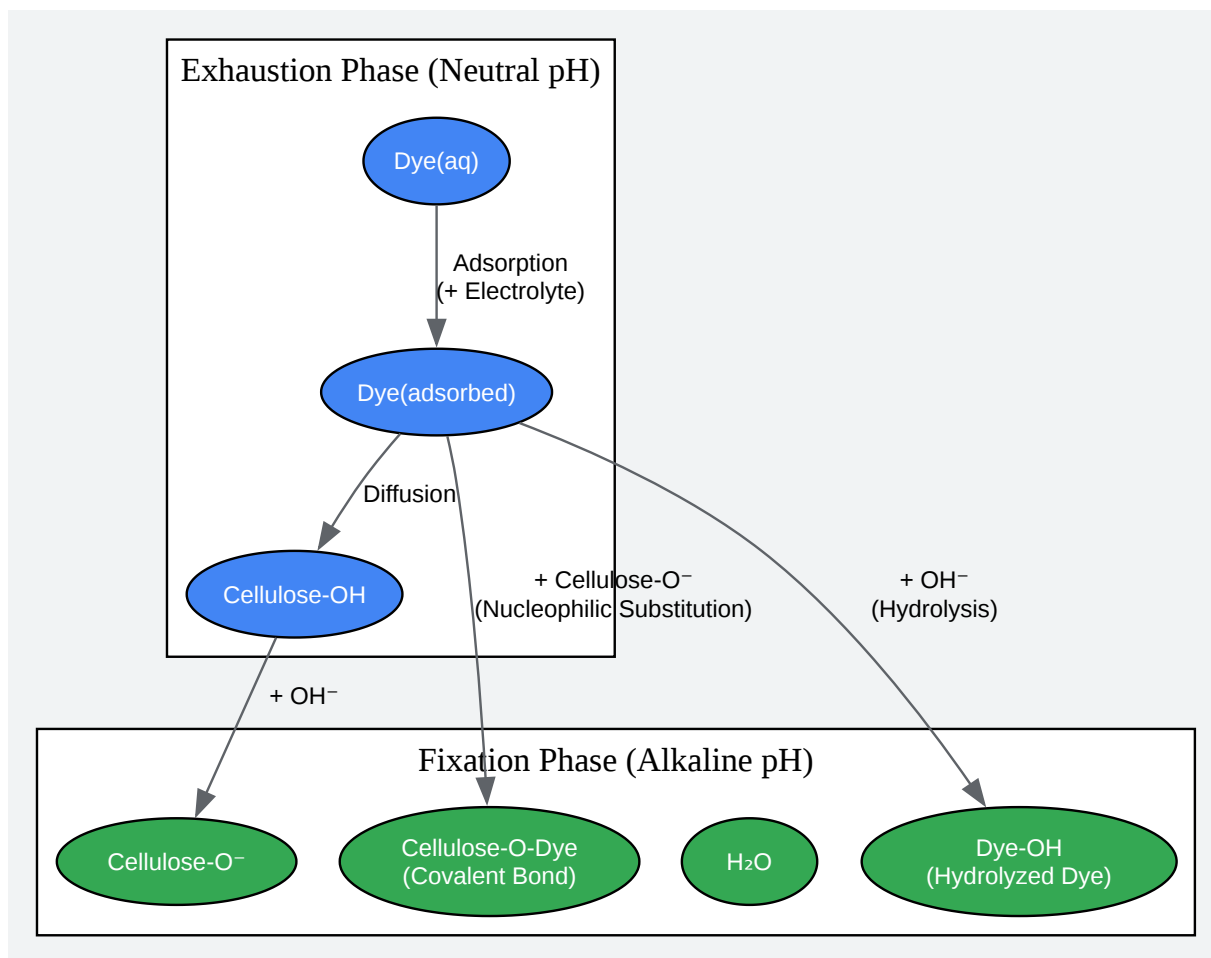 Exhaustion Phase (Neutral pH)
Dye(aq)
Adsorption
(+ Electrolyte)
Dye(adsorbed)
Diffusion
Cellulose-OH
+ Cellulose-O⁻
(Nucleophilic Substitution)
+ OH⁻
(Hydrolysis)
+ OH⁻
Fixation Phase (Alkaline pH)
Cellulose-O⁻
Cellulose-O-Dye
(Covalent Bond)
H₂O
Dye-OH
(Hydrolyzed Dye)